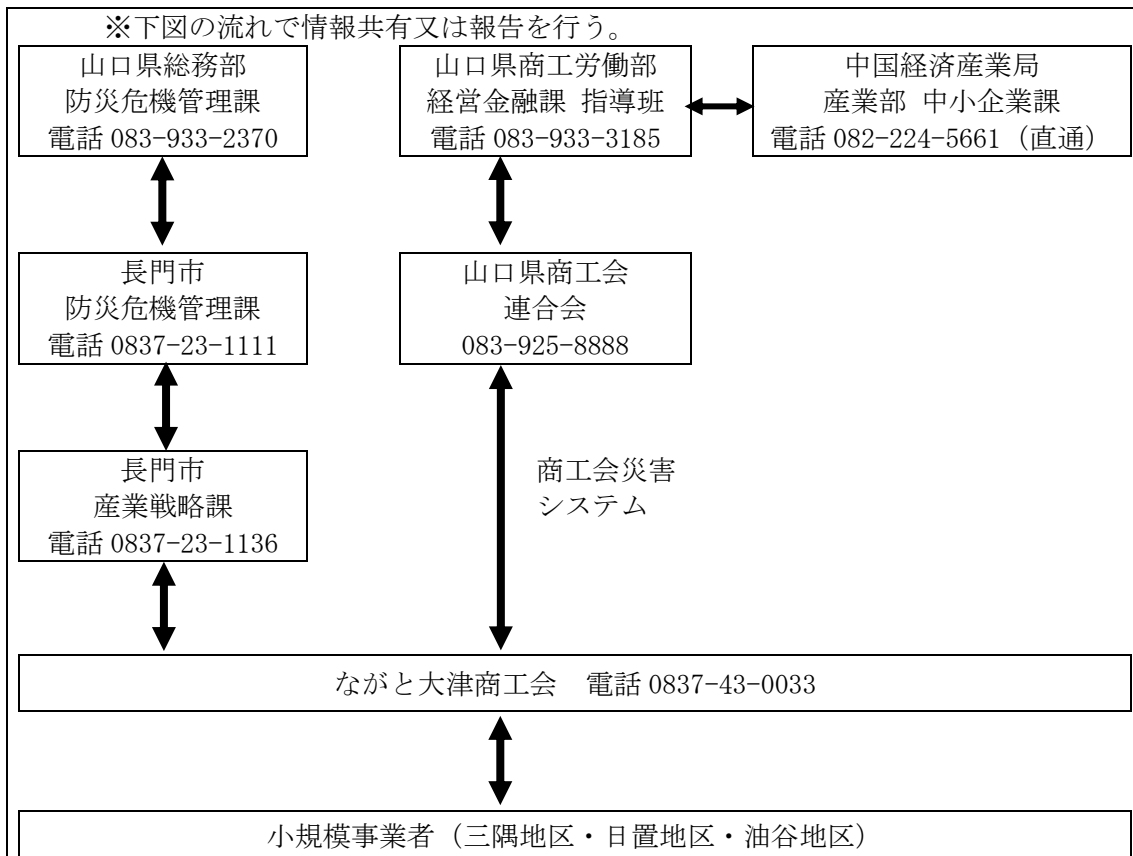 ※下図の流れで情報共有又は報告を行う。
山口県総務部
防災危機管理課
電話 083-933-2370
山口県商工労働部
経営金融課 指導班
電話 083-933-3185
中国経済産業局
産業部 中小企業課
電話 082-224-5661（直通）
長門市
防災危機管理課
電話 0837-23-1111
山口県商工会
連合会
083-925-8888
長門市
産業戦略課
電話 0837-23-1136
商工会災害
システム
ながと大津商工会　電話 0837-43-0033
小規模事業者（三隅地区・日置地区・油谷地区）